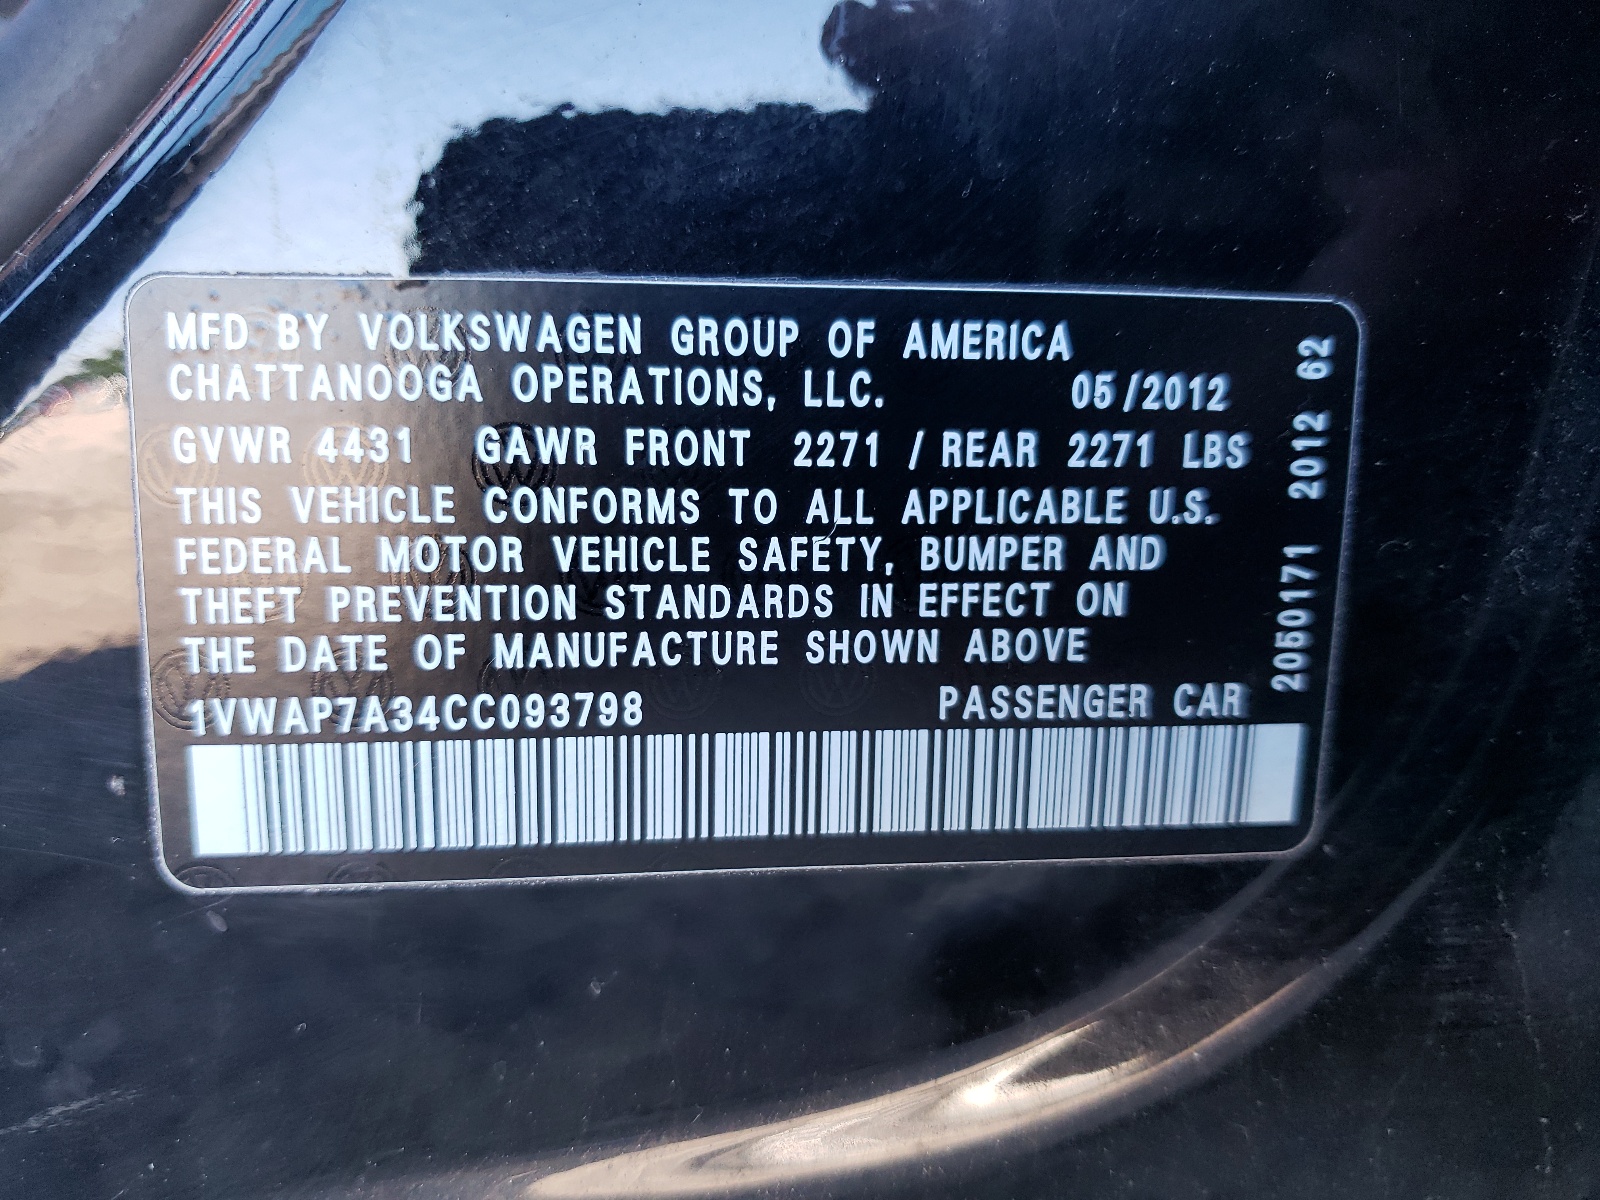 MFD BY VOLKSWAGEN GROUP OF AMERICA
CHATTANOOGA OPERATIONS, LLC. 05/2012
GVWR 4431 GAWR FRONT 2271 / REAR 2271 LBS
THIS VEHICLE CONFORMS TO ALL APPLICABLE U.S.
FEDERAL MOTOR VEHICLE SAFETY, BUMPER AND
THEFT PREVENTION STANDARDS IN EFFECT ON
THE DATE OF MANUFACTURE SHOWN ABOVE
1VWAP7A34CC093798 PASSENGER CAR
2050171 2012 62